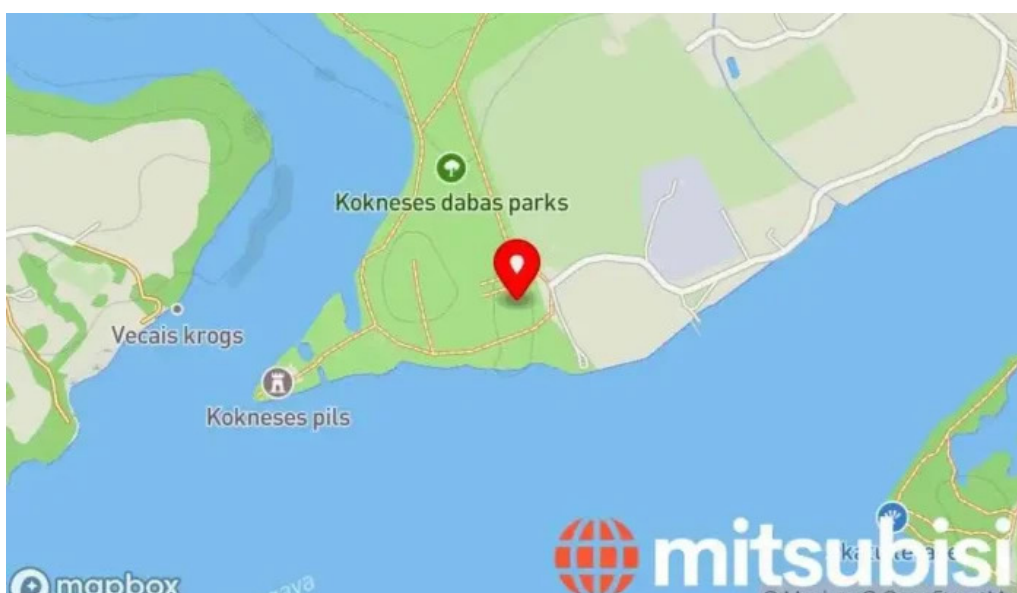 Kokneses dabas parks
Vecais krogs
Kokneses pils
mitsubisi
mapbox